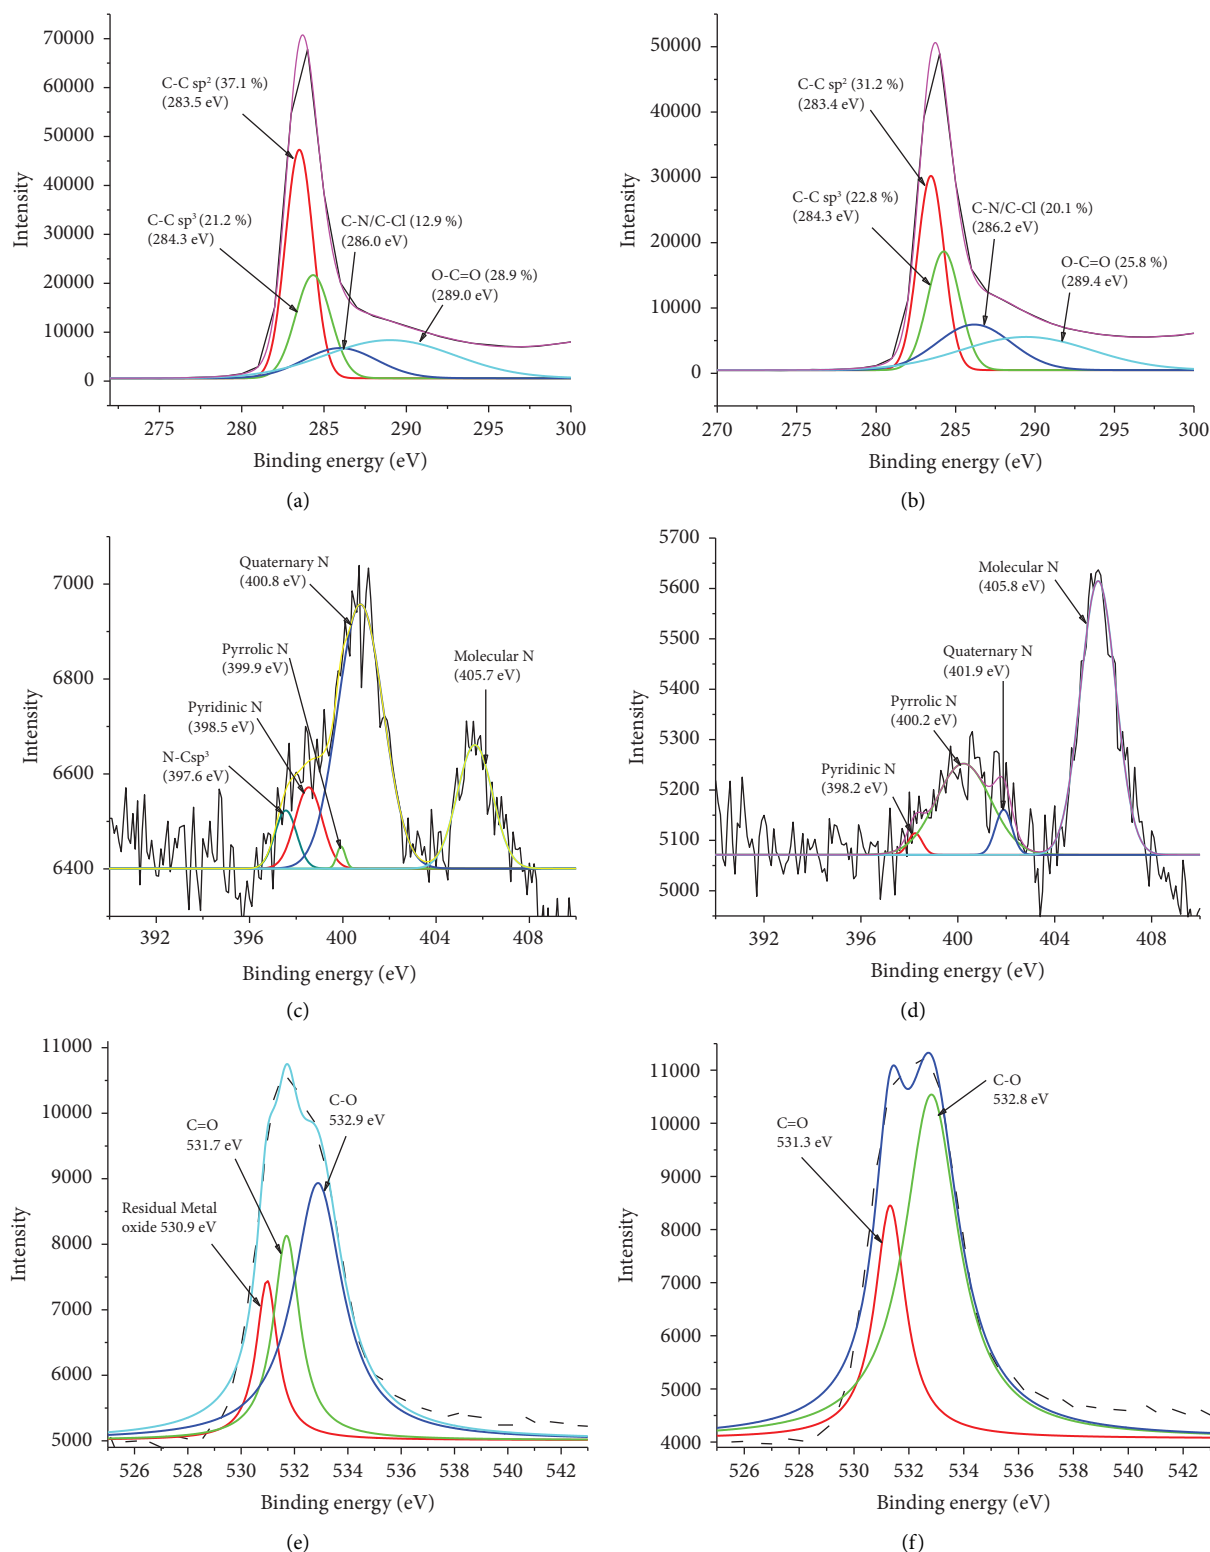 70000
60000
50000
40000
30000
20000
10000
0
Intensity
C-C sp² (37.1 %)
(283.5 eV)
C-C sp³ (21.2 %)
(284.3 eV)
C-N/C-Cl (12.9 %)
(286.0 eV)
O-C=O (28.9 %)
(289.0 eV)
275 280 285 290 295 300
Binding energy (eV)
(a)
50000
40000
30000
20000
10000
0
Intensity
C-C sp² (31.2 %)
(283.4 eV)
C-C sp³ (22.8 %)
(284.3 eV)
C-N/C-Cl (20.1 %)
(286.2 eV)
O-C=O (25.8 %)
(289.4 eV)
270 275 280 285 290 295 300
Binding energy (eV)
(b)
7000
6800
6600
6400
Intensity
Quaternary N
(400.8 eV)
Pyrrolic N
(399.9 eV)
Pyridinic N
(398.5 eV)
N-Csp³
(397.6 eV)
Molecular N
(405.7 eV)
392 396 400 404 408
Binding energy (eV)
(c)
5700
5600
5500
5400
5300
5200
5100
5000
Intensity
Molecular N
(405.8 eV)
Quaternary N
(401.9 eV)
Pyrrolic N
(400.2 eV)
Pyridinic N
(398.2 eV)
392 396 400 404 408
Binding energy (eV)
(d)
11000
10000
9000
8000
7000
6000
5000
Intensity
C-O
532.9 eV
C=O
531.7 eV
Residual Metal
oxide 530.9 eV
526 528 530 532 534 536 538 540 542
Binding energy (eV)
(e)
11000
10000
9000
8000
7000
6000
5000
4000
Intensity
C-O
532.8 eV
C=O
531.3 eV
526 528 530 532 534 536 538 540 542
Binding energy (eV)
(f)